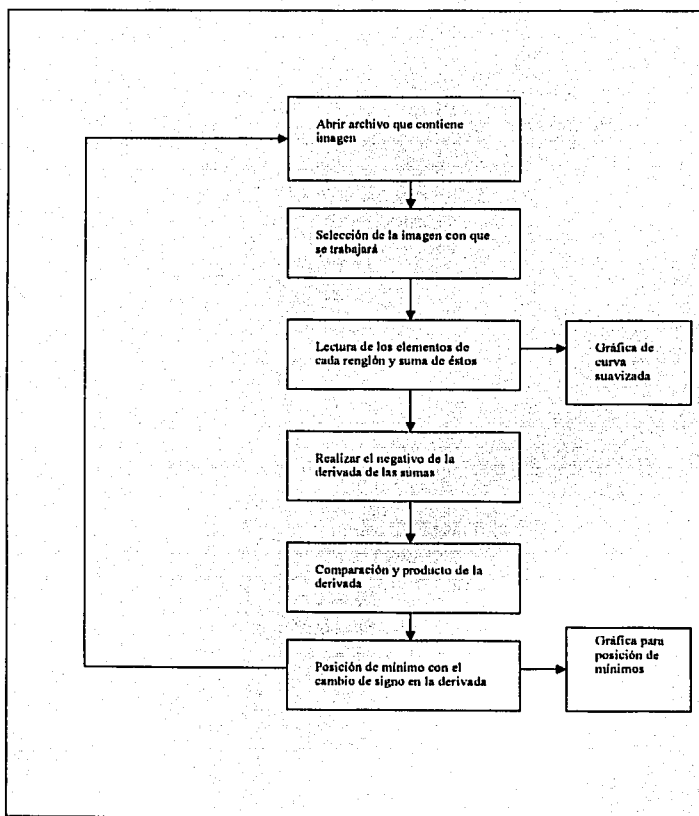 Abrir archivo que contiene
imagen
Selección de la imagen con que
se trabajará
Lectura de los elementos de
cada renglón y suma de éstos
Gráfica de
curva
suavizada
Realizar el negativo de la
derivada de las sumas
Comparación y producto de la
derivada
Posición de mínimo con el
cambio de signo en la derivada
Gráfica para
posición de
mínimos